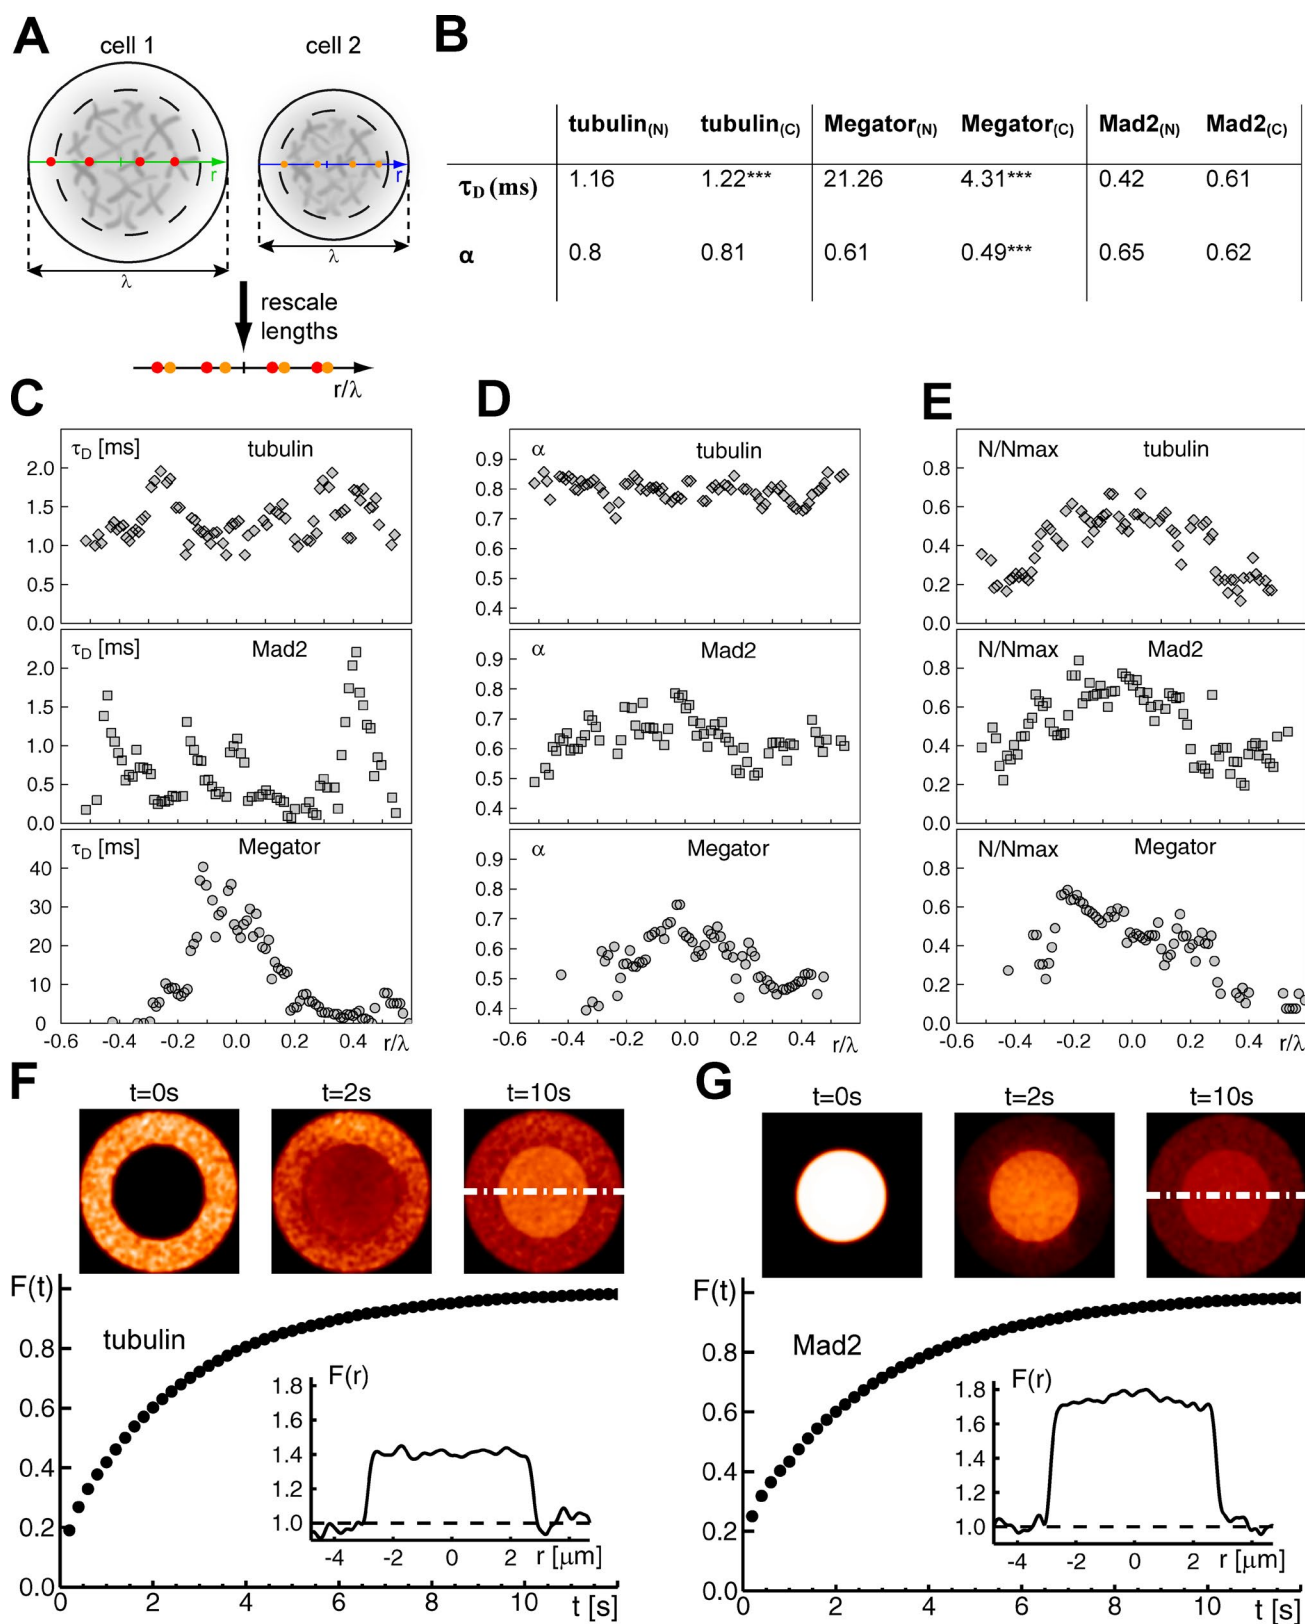 A
cell 1
cell 2
r
r
λ
λ
rescale
lengths
r/λ
B
tubulin(N) tubulin(C) Megator(N) Megator(C) Mad2(N) Mad2(C)
τD (ms) 1.16 1.22*** 21.26 4.31*** 0.42 0.61
α 0.8 0.81 0.61 0.49*** 0.65 0.62
C
τD [ms] tubulin
2.0
1.5
1.0
0.5
0.0
τD [ms] Mad2
2.0
1.5
1.0
0.5
0.0
τD [ms] Megator
40
30
20
10
0
-0.6 -0.4 -0.2 0.0 0.2 0.4 r/λ
D
α tubulin
0.9
0.8
0.7
0.6
0.5
0.4
α Mad2
0.9
0.8
0.7
0.6
0.5
0.4
α Megator
0.9
0.8
0.7
0.6
0.5
0.4
-0.6 -0.4 -0.2 0.0 0.2 0.4 r/λ
E
N/Nmax tubulin
0.8
0.6
0.4
0.2
0.0
N/Nmax Mad2
0.8
0.6
0.4
0.2
0.0
N/Nmax Megator
0.8
0.6
0.4
0.2
0.0
-0.6 -0.4 -0.2 0.0 0.2 0.4 r/λ
F
t=0s t=2s t=10s
F(t)
tubulin
0.8
0.6
0.4
0.2
0.0
0 2 4 6 8 10 t [s]
F(r)
1.8
1.6
1.4
1.2
1.0
-4 -2 0 2 r [μm]
G
t=0s t=2s t=10s
F(t)
Mad2
0.8
0.6
0.4
0.2
0.0
0 2 4 6 8 10 t [s]
F(r)
1.8
1.6
1.4
1.2
1.0
-4 -2 0 2 r [μm]